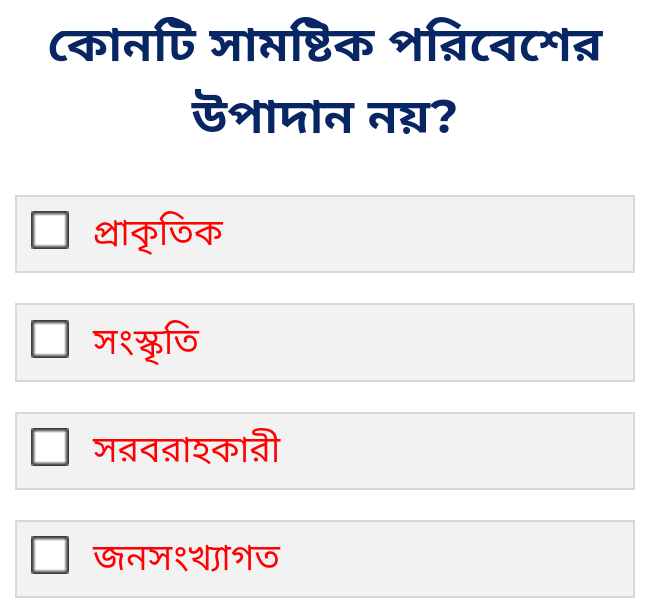 কোনটি সামষ্টিক পরিবেশের
উপাদান নয়?
প্রাকৃতিক
সংস্কৃতি
সরবরাহকারী
জনসংখ্যাগত